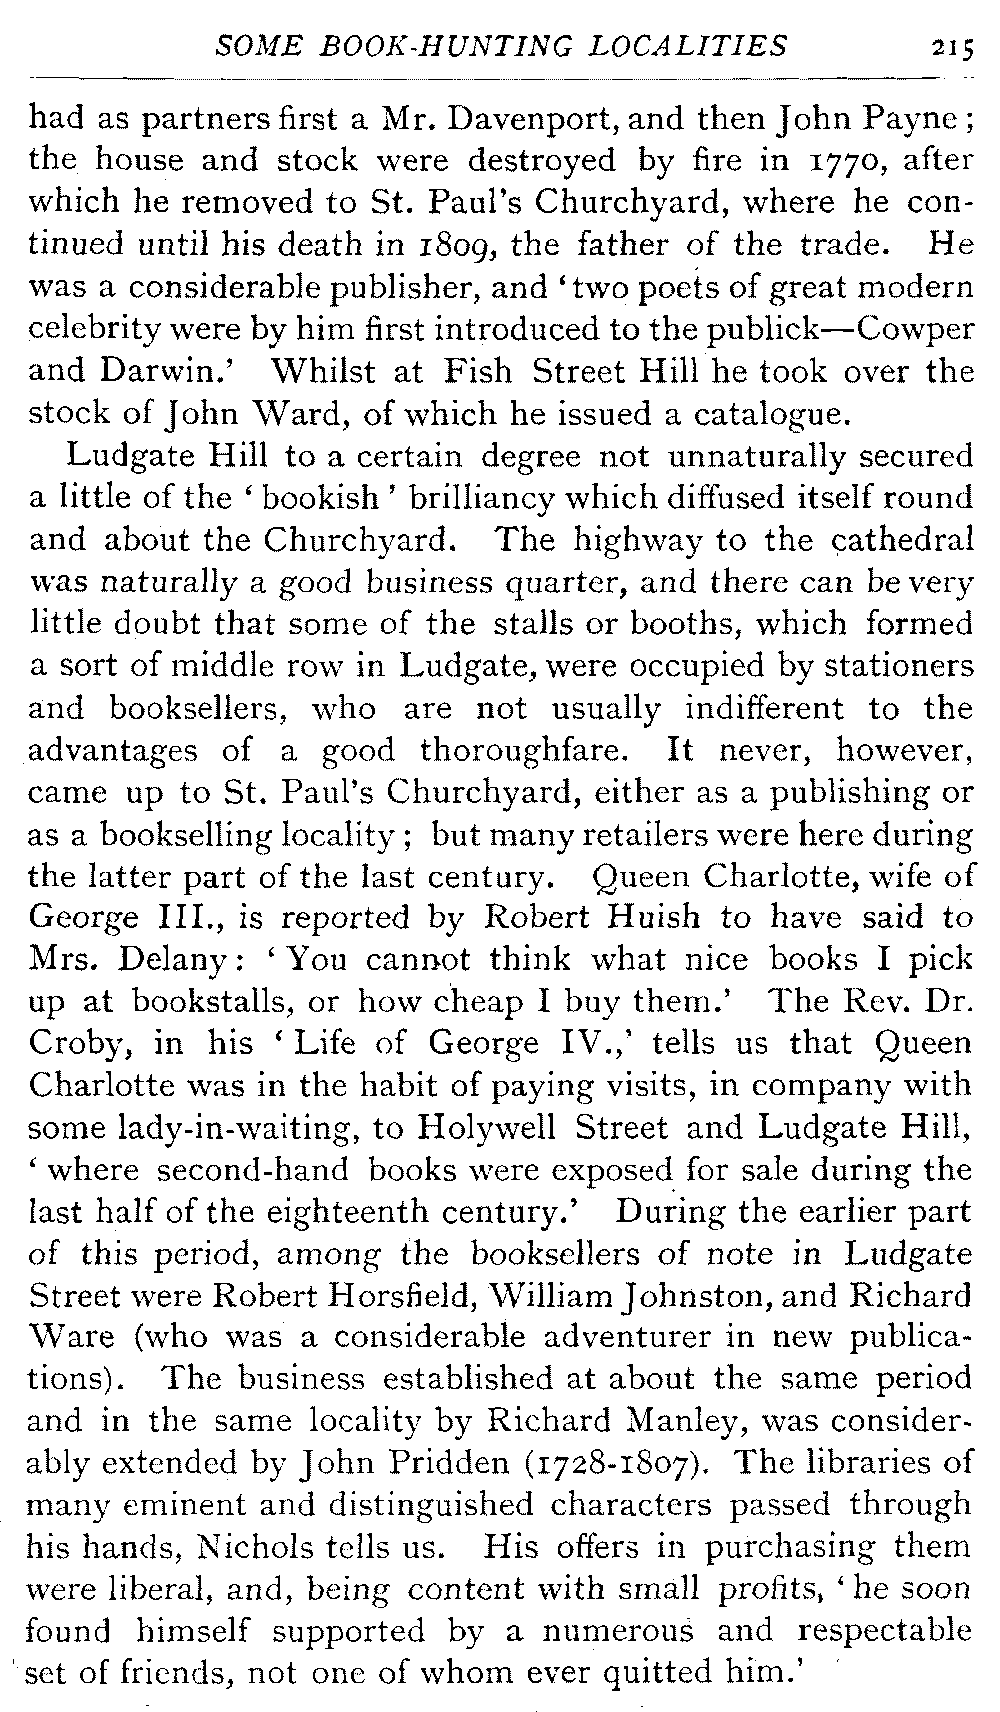 SOME BOOK-HUNTING LOCALITIES 215
had as partners first a Mr. Davenport, and then John Payne ;
the house and stock were destroyed by fire in 1770, after
which he removed to St. Paul's Churchyard, where he con-
tinued until his death in 1809, the father of the trade. He
was a considerable publisher, and ‘two poets of great modern
celebrity were by him first introduced to the publick—Cowper
and Darwin.’ Whilst at Fish Street Hill he took over the
stock of John Ward, of which he issued a catalogue.
Ludgate Hill to a certain degree not unnaturally secured
a little of the ‘ bookish ’ brilliancy which diffused itself round
and about the Churchyard. The highway to the cathedral
was naturally a good business quarter, and there can be very
little doubt that some of the stalls or booths, which formed
a sort of middle row in Ludgate, were occupied by stationers
and booksellers, who are not usually indifferent to the
advantages of a good thoroughfare. It never, however,
came up to St. Paul's Churchyard, either as a publishing or
as a bookselling locality ; but many retailers were here during
the latter part of the last century. Queen Charlotte, wife of
George III., is reported by Robert Huish to have said to
Mrs. Delany : ‘ You cannot think what nice books I pick
up at bookstalls, or how cheap I buy them.’ The Rev. Dr.
Croby, in his ‘ Life of George IV.,’ tells us that Queen
Charlotte was in the habit of paying visits, in company with
some lady-in-waiting, to Holywell Street and Ludgate Hill,
‘ where second-hand books were exposed for sale during the
last half of the eighteenth century.’ During the earlier part
of this period, among the booksellers of note in Ludgate
Street were Robert Horsfield, William Johnston, and Richard
Ware (who was a considerable adventurer in new publica-
tions). The business established at about the same period
and in the same locality by Richard Manley, was consider-
ably extended by John Pridden (1728-1807). The libraries of
many eminent and distinguished characters passed through
his hands, Nichols tells us. His offers in purchasing them
were liberal, and, being content with small profits, ‘ he soon
found himself supported by a numerous and respectable
set of friends, not one of whom ever quitted him.’